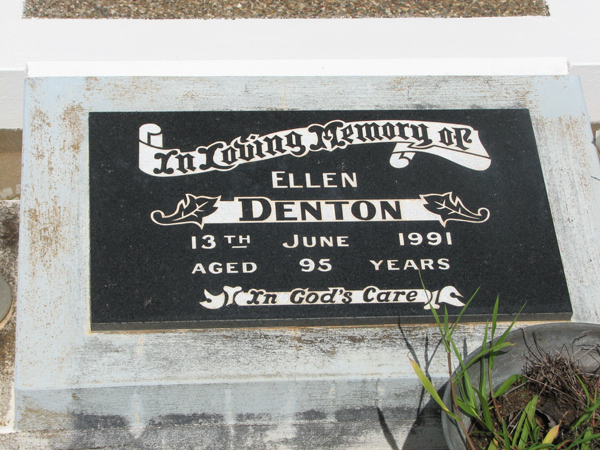 In Loving Memory of
ELLEN
DENTON
13TH JUNE 1991
AGED 95 YEARS
In God's Care